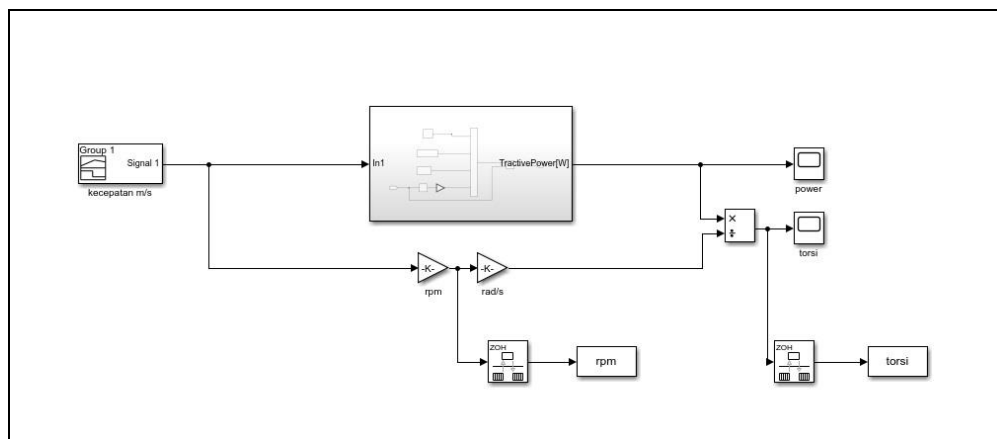 Group 1
Signal 1
kecepatan m/s
In1
TractivePower[W]
power
×
÷
torsi
-K-
rpm
-K-
rad/s
ZOH
rpm
ZOH
torsi